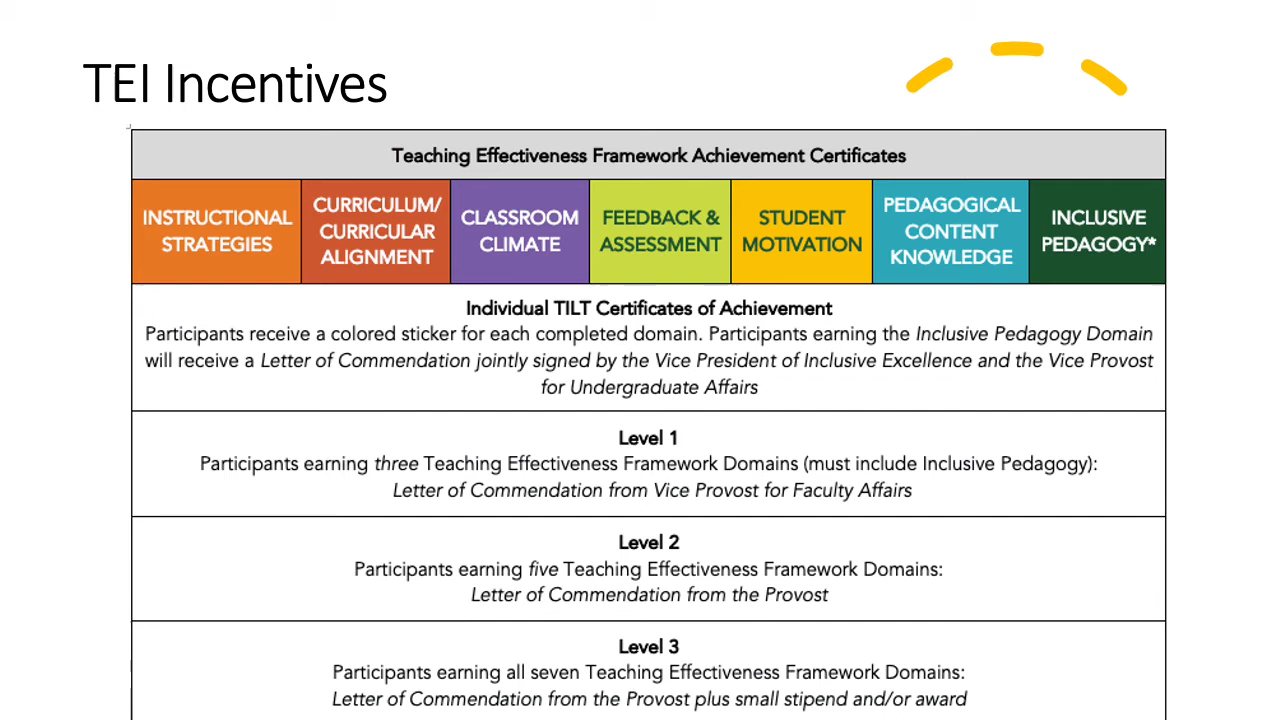 TEI Incentives
Teaching Effectiveness Framework Achievement Certificates
INSTRUCTIONAL
STRATEGIES
CURRICULUM/
CURRICULAR
ALIGNMENT
CLASSROOM
CLIMATE
FEEDBACK &
ASSESSMENT
STUDENT
MOTIVATION
PEDAGOGICAL
CONTENT
KNOWLEDGE
INCLUSIVE
PEDAGOGY*
Individual TILT Certificates of Achievement
Participants receive a colored sticker for each completed domain. Participants earning the Inclusive Pedagogy Domain
will receive a Letter of Commendation jointly signed by the Vice President of Inclusive Excellence and the Vice Provost
for Undergraduate Affairs
Level 1
Participants earning three Teaching Effectiveness Framework Domains (must include Inclusive Pedagogy):
Letter of Commendation from Vice Provost for Faculty Affairs
Level 2
Participants earning five Teaching Effectiveness Framework Domains:
Letter of Commendation from the Provost
Level 3
Participants earning all seven Teaching Effectiveness Framework Domains:
Letter of Commendation from the Provost plus small stipend and/or award